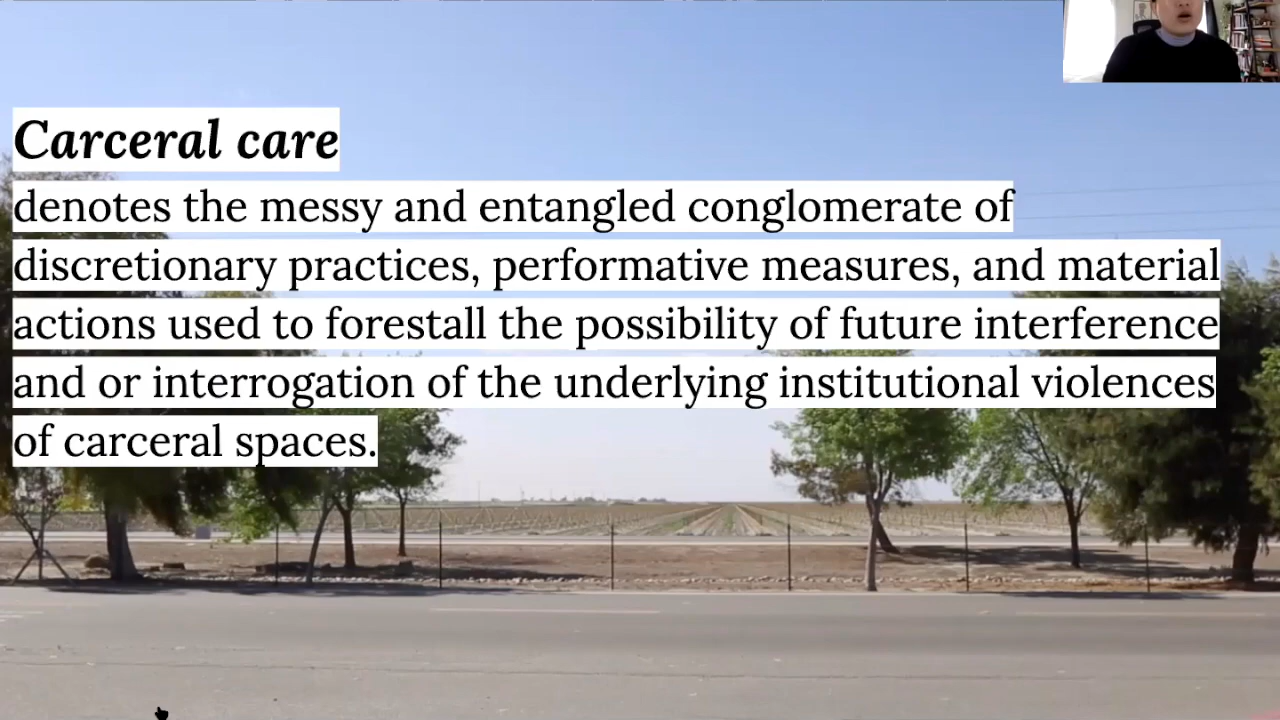 Carceral care
denotes the messy and entangled conglomerate of
discretionary practices, performative measures, and material
actions used to forestall the possibility of future interference
and or interrogation of the underlying institutional violences
of carceral spaces.